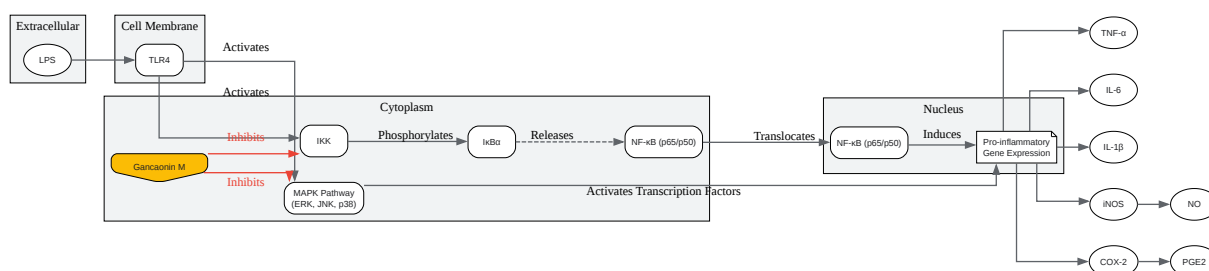 Extracellular
LPS
Cell Membrane
TLR4
Activates
Activates
Cytoplasm
Inhibits
Gancaonin M
Inhibits
IKK
Phosphorylates
IκBα
Releases
NF-κB (p65/p50)
MAPK Pathway
(ERK, JNK, p38)
Activates Transcription Factors
Translocates
Nucleus
NF-κB (p65/p50)
Induces
Pro-inflammatory
Gene Expression
TNF-α
IL-6
IL-1β
iNOS
NO
COX-2
PGE2